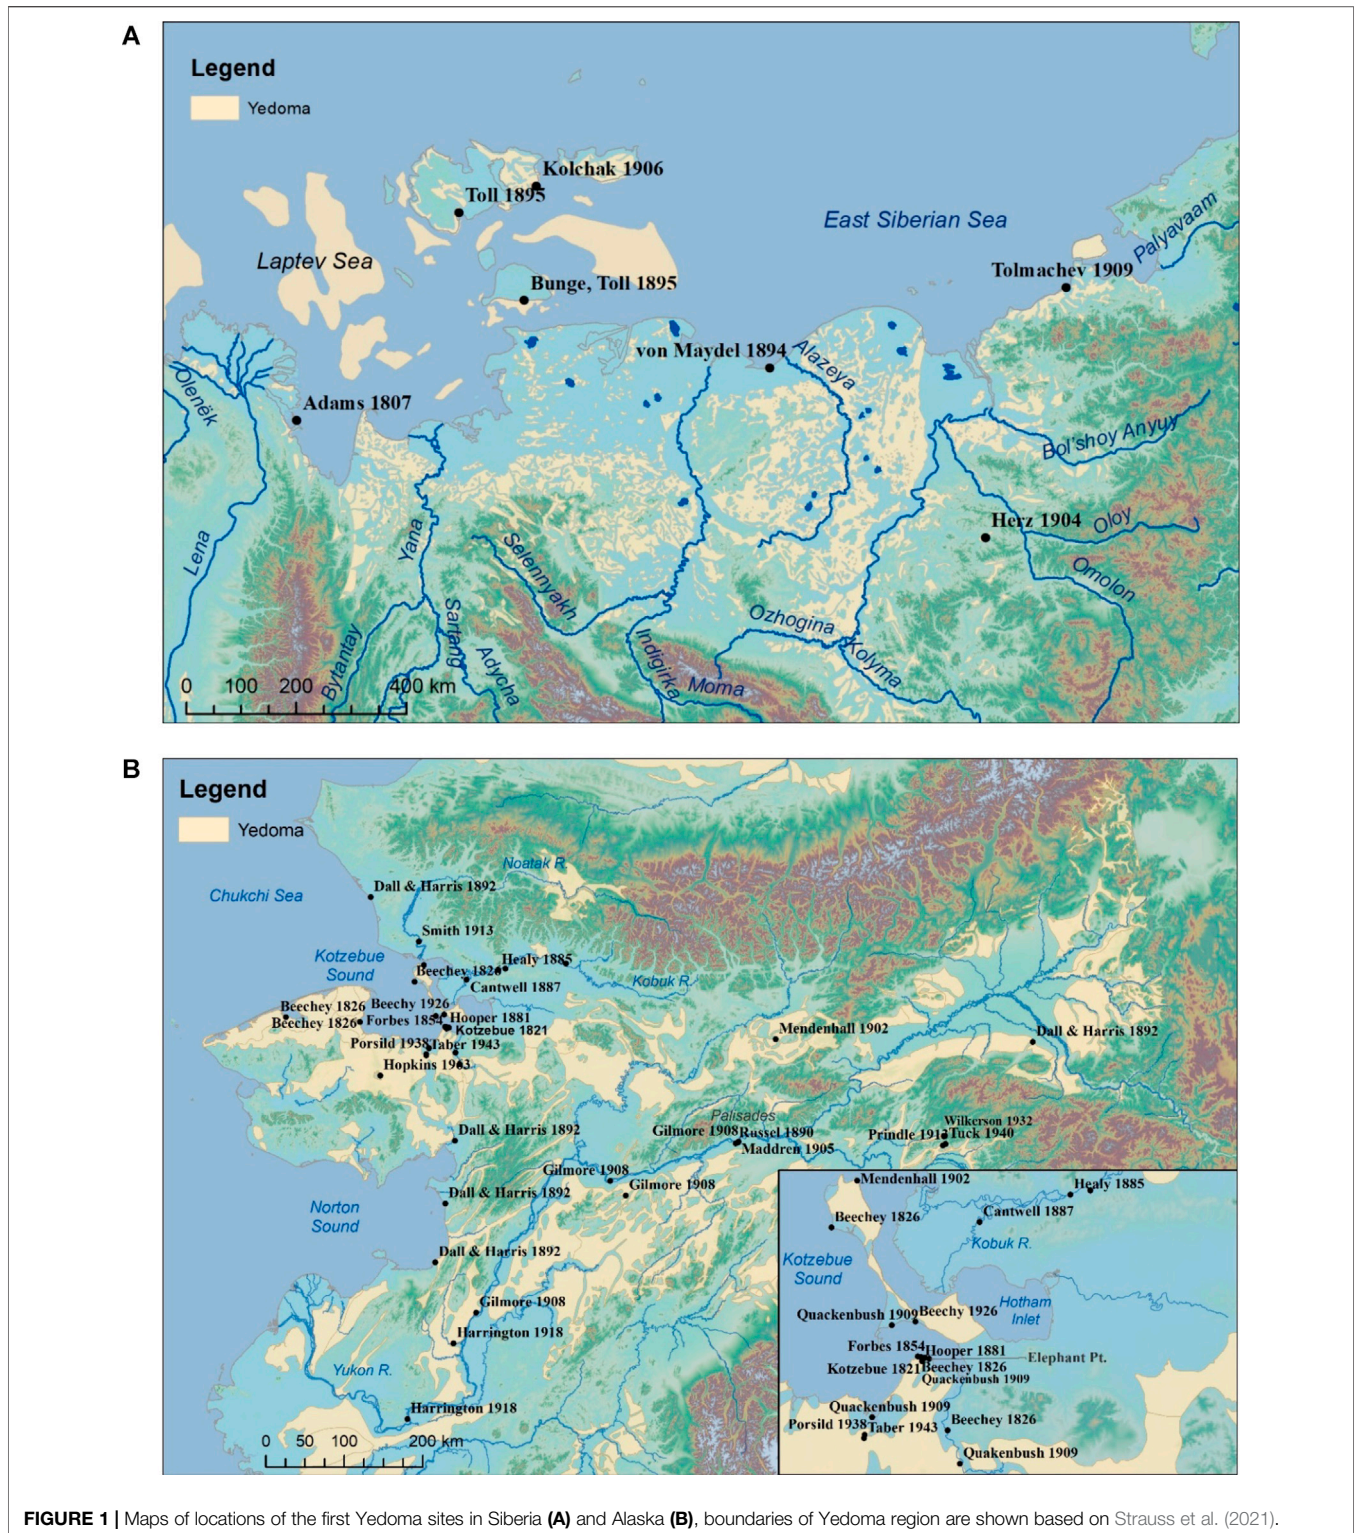 A
Legend
Yedoma
Kolchak 1906
Toll 1895
East Siberian Sea
Palyavaam
Laptev Sea
Tolmachev 1909
Bunge, Toll 1895
von Maydel 1894
Alazeya
Olenëk
Adams 1807
Bol'shoy Anyuy
Herz 1904
Oloy
Lena
Yana
Selennyakh
Omolon
Ozhogina
Sartang
Bytantay
Adycha
Indigirka
Kolyma
Moma
0 100 200 400 km
B
Legend
Yedoma
Noatak R.
Dall & Harris 1892
Chukchi Sea
Smith 1913
Kotzebue
Sound
Healy 1885
Beechey 1826
Cantwell 1887
Kobuk R.
Beechey 1826
Beechy 1926
Beechey 1826
Forbes 1854
Hooper 1881
Kotzebue 1821
Mendenhall 1902
Dall & Harris 1892
Porsild 1938
Taber 1943
Hopkins 1963
Palisades
Wilkerson 1932
Dall & Harris 1892
Gilmore 1908
Russel 1890
Prindle 1913
Tuck 1940
Maddren 1905
Gilmore 1908
Gilmore 1908
Dall & Harris 1892
Norton
Sound
Dall & Harris 1892
Gilmore 1908
Harrington 1918
Yukon R.
Harrington 1918
0 50 100 200 km
Mendenhall 1902
Healy 1885
Beechey 1826
Cantwell 1887
Kobuk R.
Kotzebue
Sound
Hotham
Inlet
Quackenbush 1909
Beechy 1926
Forbes 1854
Hooper 1881
Elephant Pt.
Kotzebue 1821
Beechey 1826
Quackenbush 1909
Quackenbush 1909
Porsild 1938
Taber 1943
Beechey 1826
Quakenbush 1909
FIGURE 1 | Maps of locations of the first Yedoma sites in Siberia (A) and Alaska (B), boundaries of Yedoma region are shown based on Strauss et al. (2021).